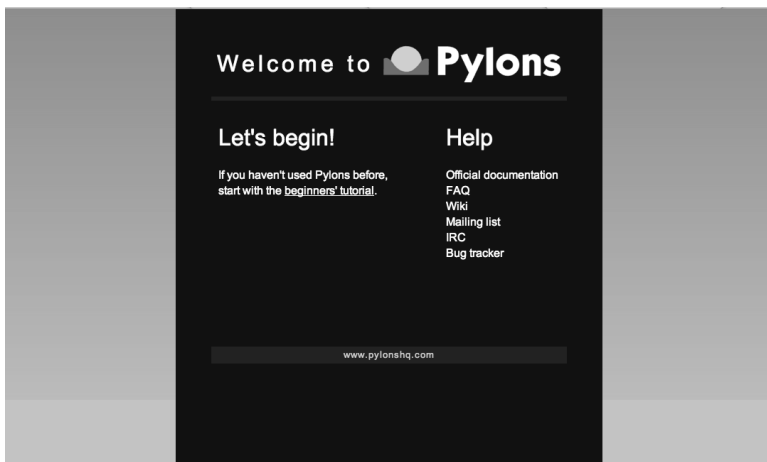 Welcome to Pylons
Let's begin!
If you haven't used Pylons before,
start with the beginners' tutorial.
Help
Official documentation
FAQ
Wiki
Mailing list
IRC
Bug tracker
www.pylonshq.com